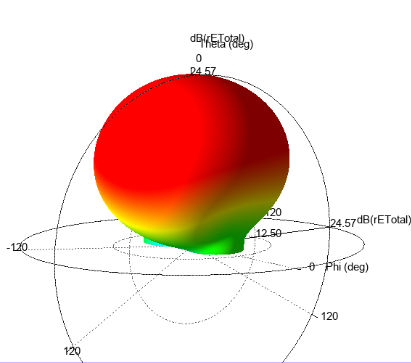 dB(rETotal)
Theta (deg)
0
24.57
120
24.57 dB(rETotal)
12.50
-120
0 Phi (deg)
120
120